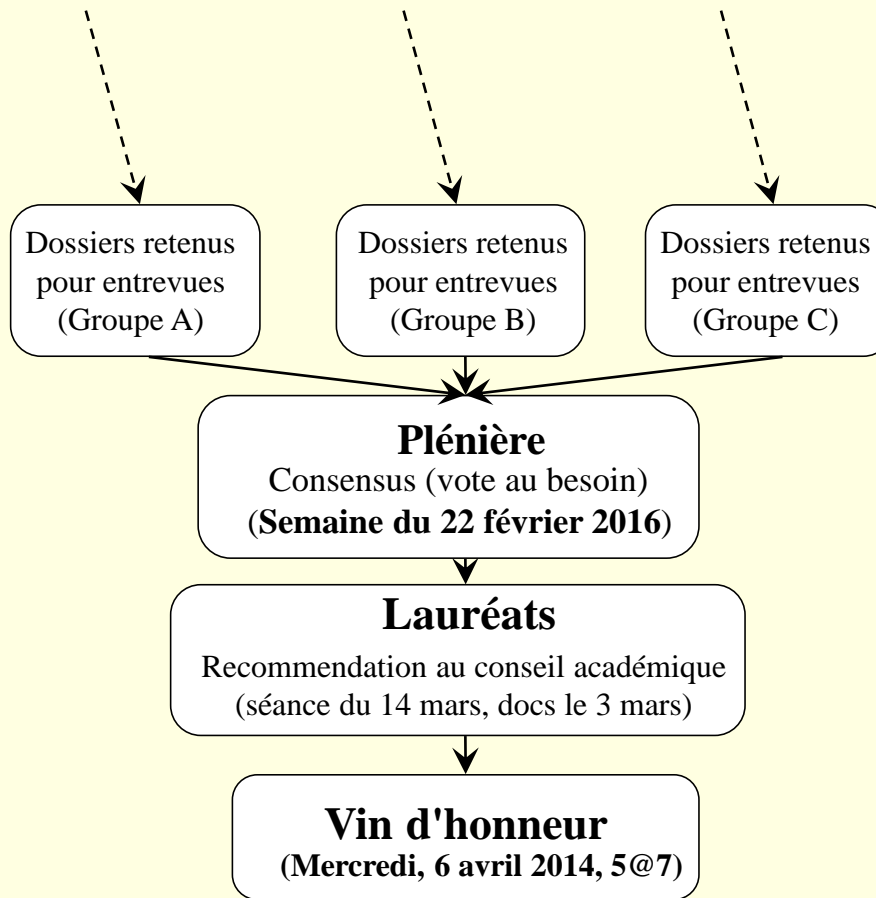 Dossiers retenus
pour entrevues
(Groupe A)
Dossiers retenus
pour entrevues
(Groupe B)
Dossiers retenus
pour entrevues
(Groupe C)
Plénière
Consensus (vote au besoin)
(Semaine du 22 février 2016)
Lauréats
Recommendation au conseil académique
(séance du 14 mars, docs le 3 mars)
Vin d'honneur
(Mercredi, 6 avril 2014, 5@7)